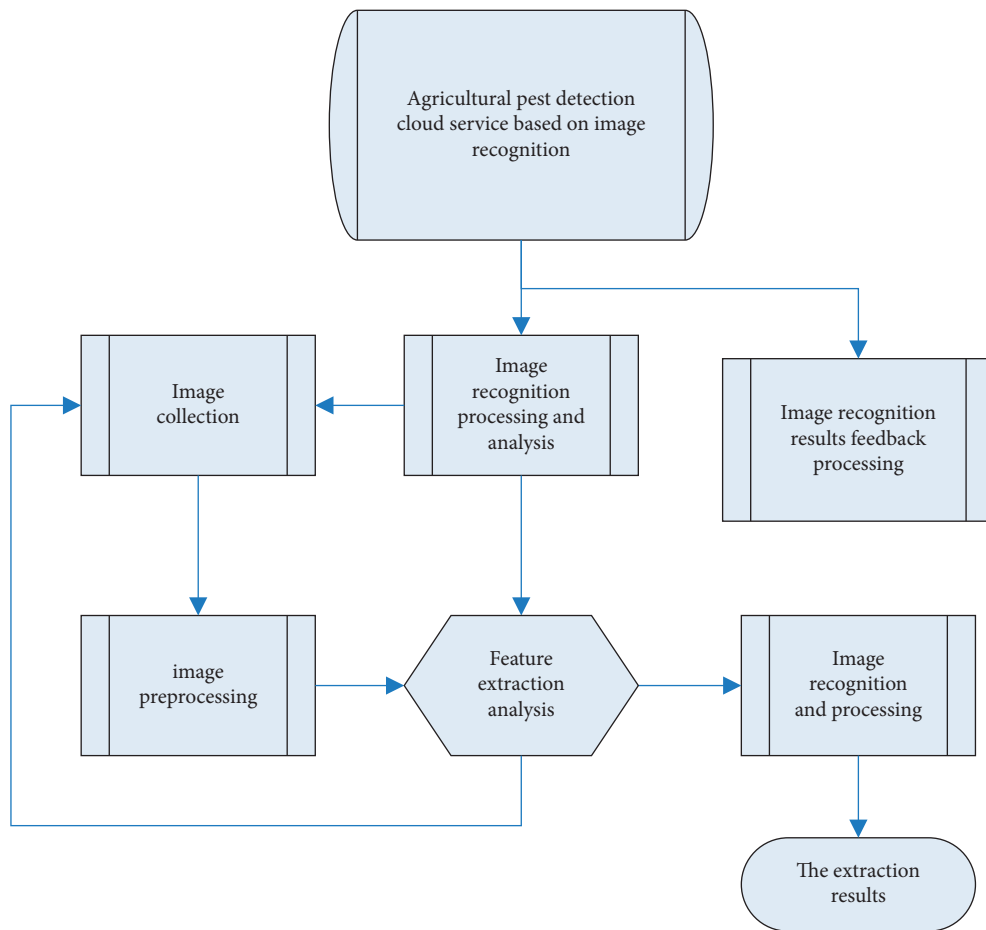 Agricultural pest detection
cloud service based on image
recognition
Image
collection
Image
recognition
processing and
analysis
Image recognition
results feedback
processing
image
preprocessing
Feature
extraction
analysis
Image
recognition
and processing
The extraction
results